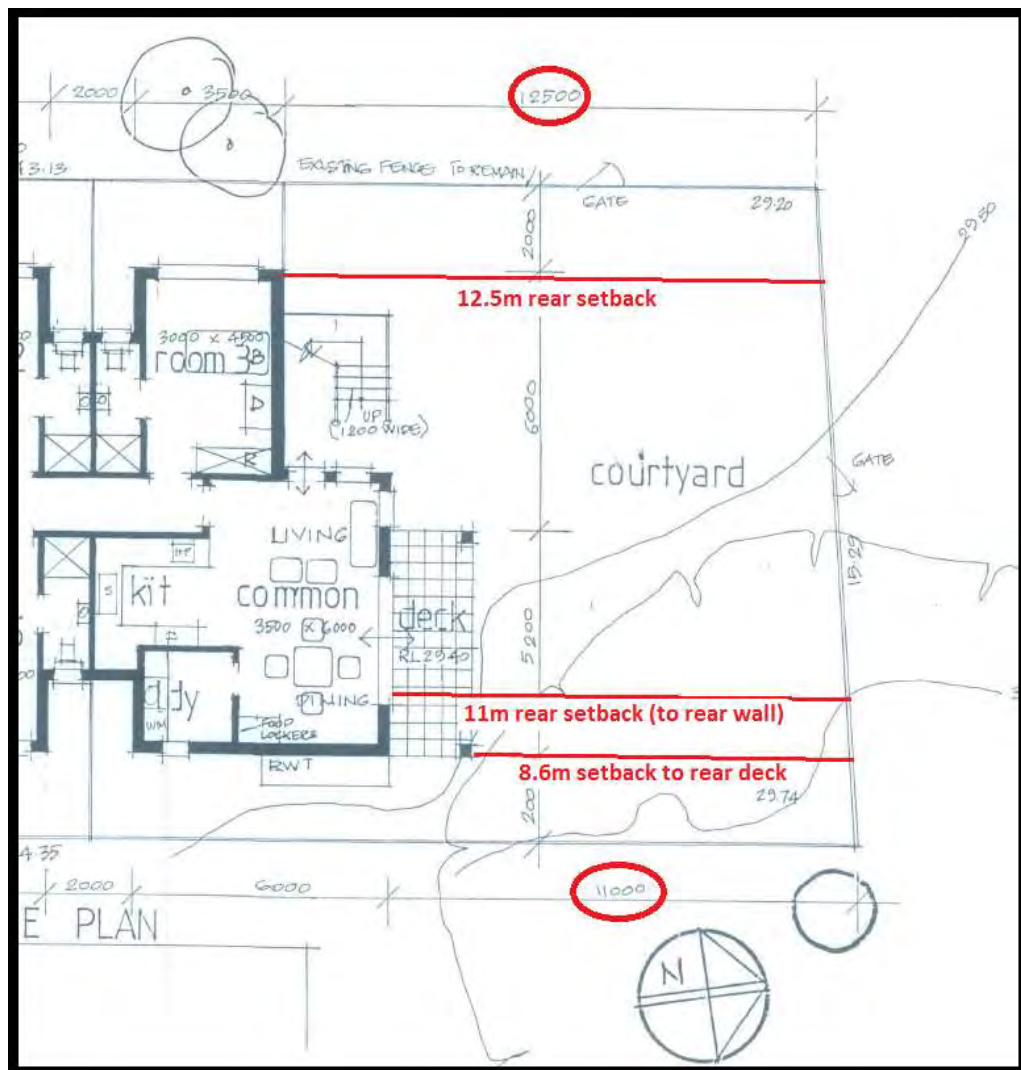 2000
3500
12500
3.13
EXISTING FENCE TO REMAIN
GATE
29.20
29.50
2000
12.5m rear setback
3000 x 4500
room 3
B
D
UP
(1200 WIDE)
R
6000
courtyard
GATE
LIVING
kit
common
deck
3500 x 6000
S
RL 29.40
5200
15.29
DINING
11m rear setback (to rear wall)
ldy
WM
FOOD
LOCKERS
RWT
8.6m setback to rear deck
29.74
200
4.35
2000
6000
11000
E PLAN
N